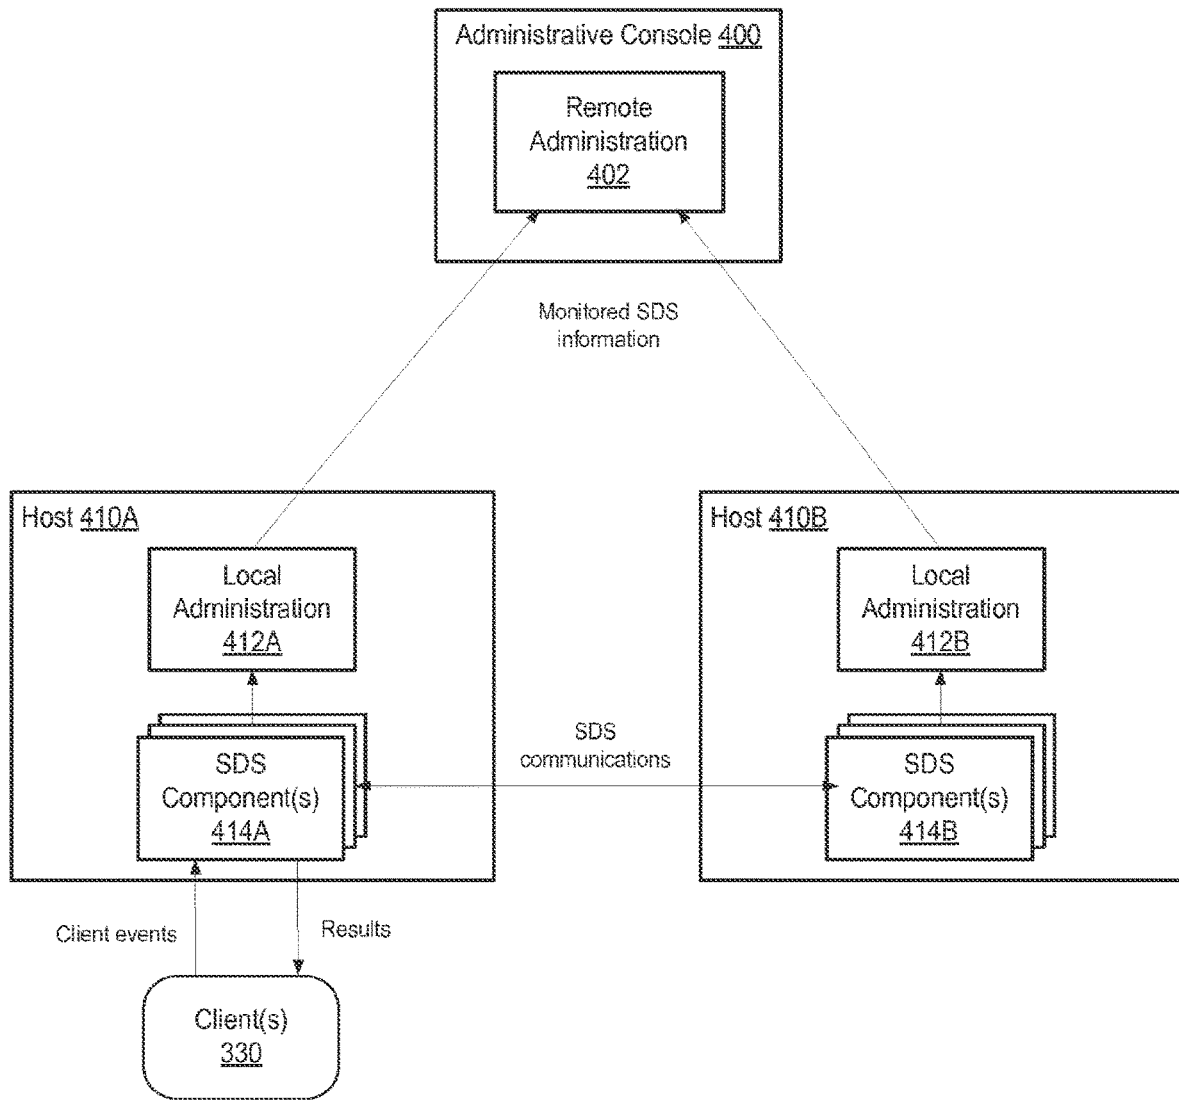 Administrative Console 400
Remote
Administration
402
Monitored SDS
information
Host 410A
Local
Administration
412A
SDS
Component(s)
414A
Host 410B
Local
Administration
412B
SDS
Component(s)
414B
SDS
communications
Client events
Results
Client(s)
330